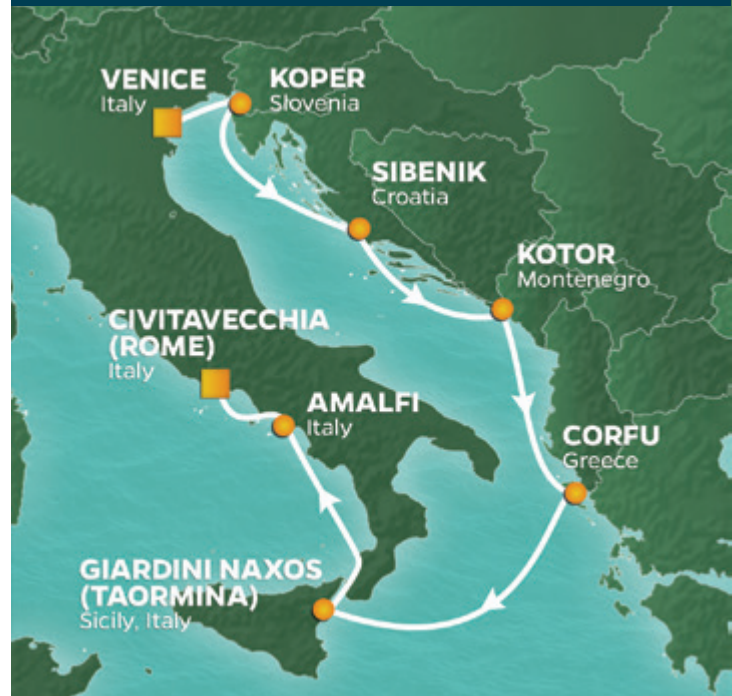 VENICE
Italy
KOPER
Slovenia
SIBENIK
Croatia
KOTOR
Montenegro
CIVITAVECCHIA
(ROME)
Italy
AMALFI
Italy
CORFU
Greece
GIARDINI NAXOS
(TAORMINA)
Sicily, Italy